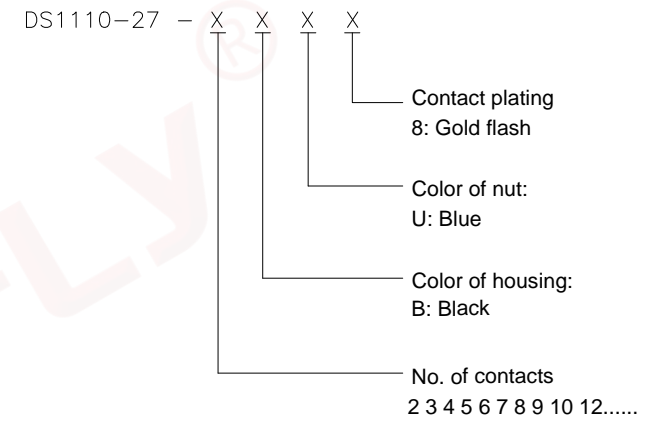 DS1110-27 - X X X X
Contact plating
8: Gold flash
Color of nut:
U: Blue
Color of housing:
B: Black
No. of contacts
2 3 4 5 6 7 8 9 10 12......
LY®